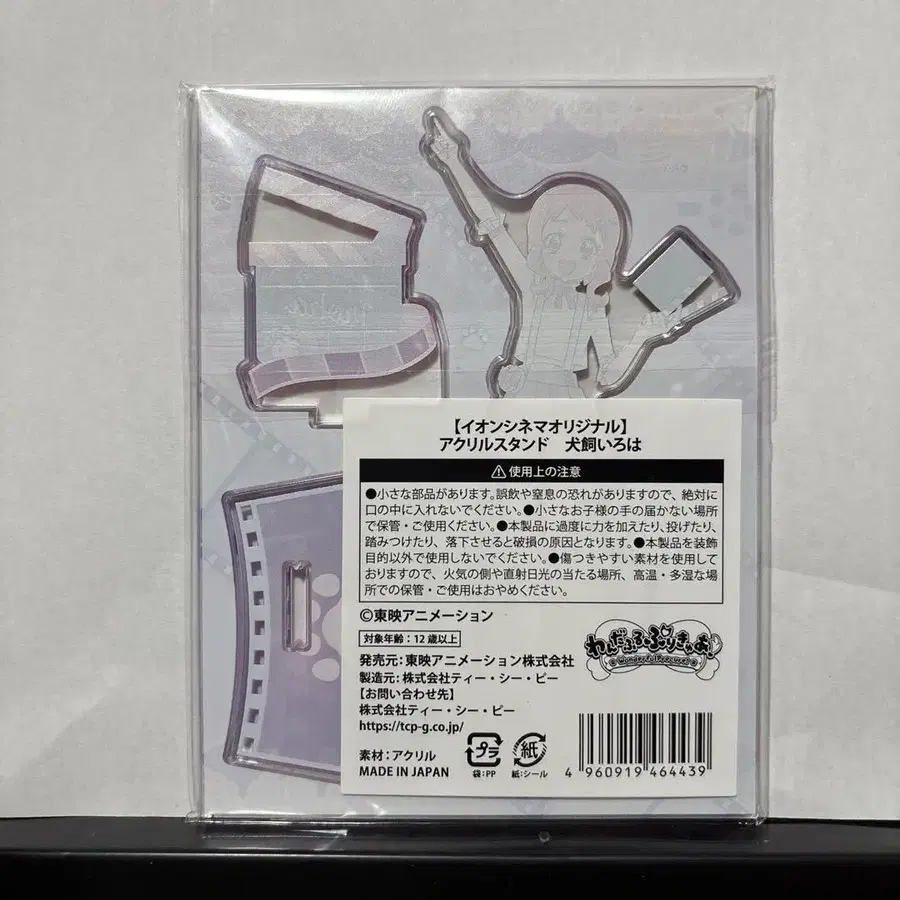 【イオンシネマオリジナル】
アクリルスタンド 犬飼いろは
⚠使用上の注意
●小さな部品があります。誤飲や窒息の恐れがありますので、絶対に
口の中に入れないでください。●小さなお子様の手の届かない場所
で保管・ご使用ください。●本製品に過度に力を加えたり、投げたり、
踏みつけたり、落下させると破損の原因となります。●本製品を装飾
目的以外で使用しないでください。●傷つきやすい素材を使用して
おりますので、火気の側や直射日光の当たる場所、高温・多湿な場
所での保管・ご使用はおやめください。
©東映アニメーション
対象年齢：12歳以上
わんだふるぷりきゅあ!
Wonderful Precure!
発売元：東映アニメーション株式会社
製造元：株式会社ティー・シー・ピー
【お問い合わせ先】
株式会社ティー・シー・ピー
https://tcp-g.co.jp/
素材：アクリル
MADE IN JAPAN
プラ
袋：PP
紙
紙：シール
4 960919 464439